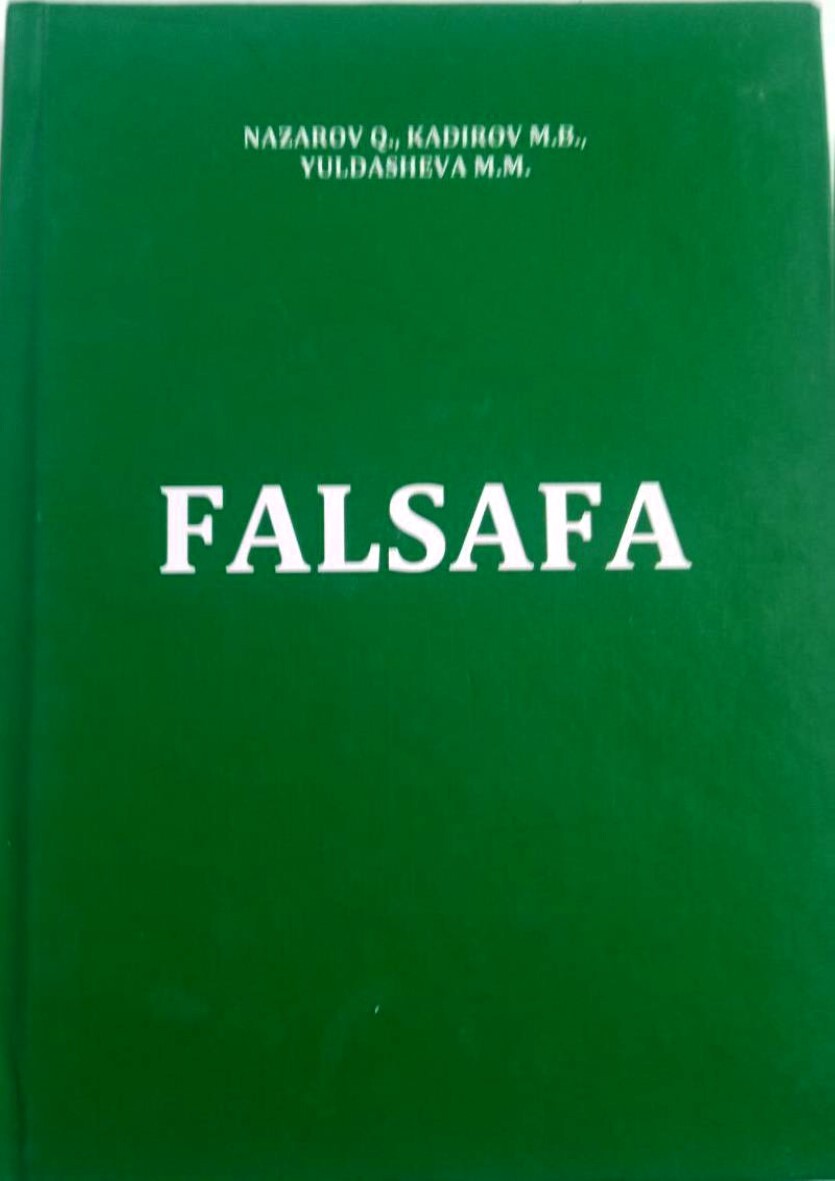 NAZAROV Q., KADIROV M.B.,
YULDASHEVA M.M.
FALSAFA